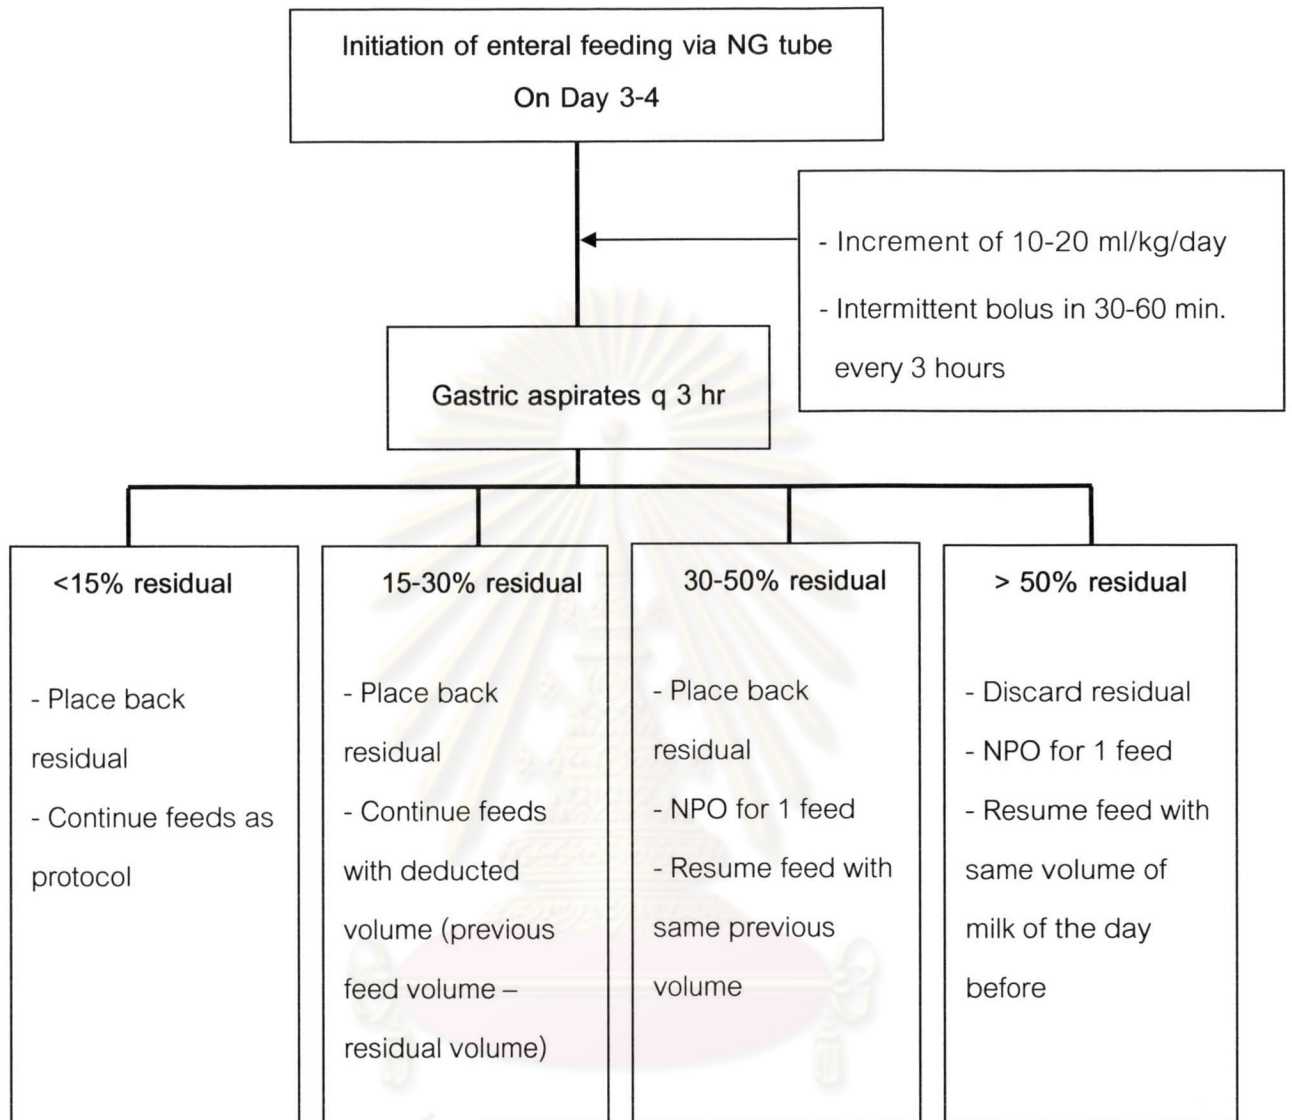 Initiation of enteral feeding via NG tube
On Day 3-4
- Increment of 10-20 ml/kg/day
- Intermittent bolus in 30-60 min.
every 3 hours
Gastric aspirates q 3 hr
<15% residual
- Place back
residual
- Continue feeds as
protocol
15-30% residual
- Place back
residual
- Continue feeds
with deducted
volume (previous
feed volume –
residual volume)
30-50% residual
- Place back
residual
- NPO for 1 feed
- Resume feed with
same previous
volume
> 50% residual
- Discard residual
- NPO for 1 feed
- Resume feed with
same volume of
milk of the day
before